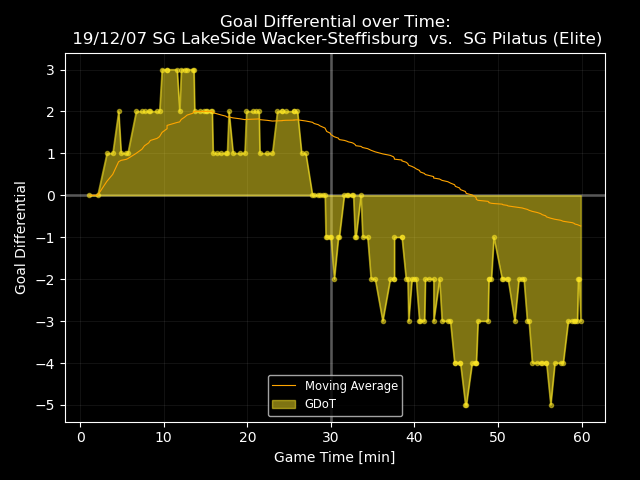 Goal Differential over Time:
19/12/07 SG LakeSide Wacker-Steffisburg vs. SG Pilatus (Elite)
3
2
1
0
−1
−2
−3
−4
−5
Goal Differential
Moving Average
GDoT
0 10 20 30 40 50 60
Game Time [min]